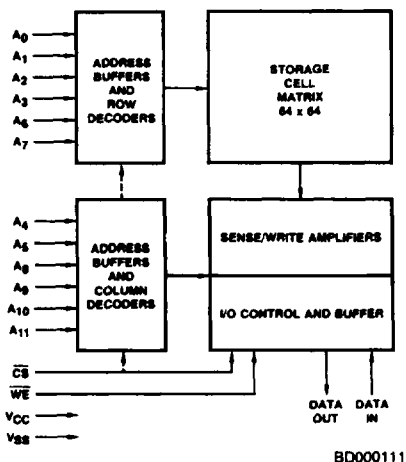 A0
A1
A2
A3
A6
A7
ADDRESS
BUFFERS
AND
ROW
DECODERS
STORAGE
CELL
MATRIX
64 x 64
A4
A5
A8
A9
A10
A11
ADDRESS
BUFFERS
AND
COLUMN
DECODERS
SENSE/WRITE AMPLIFIERS
I/O CONTROL AND BUFFER
CS
WE
VCC
VSS
DATA
OUT
DATA
IN
BD000111